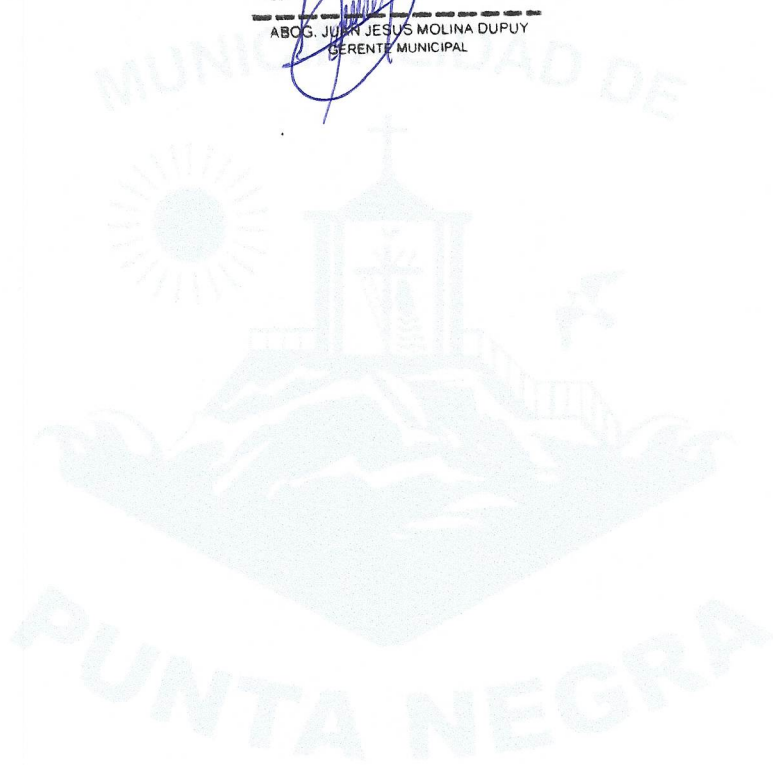 ABOG. JUAN JESUS MOLINA DUPUY
GERENTE MUNICIPAL
MUNICIPALIDAD DE
PUNTA NEGRA